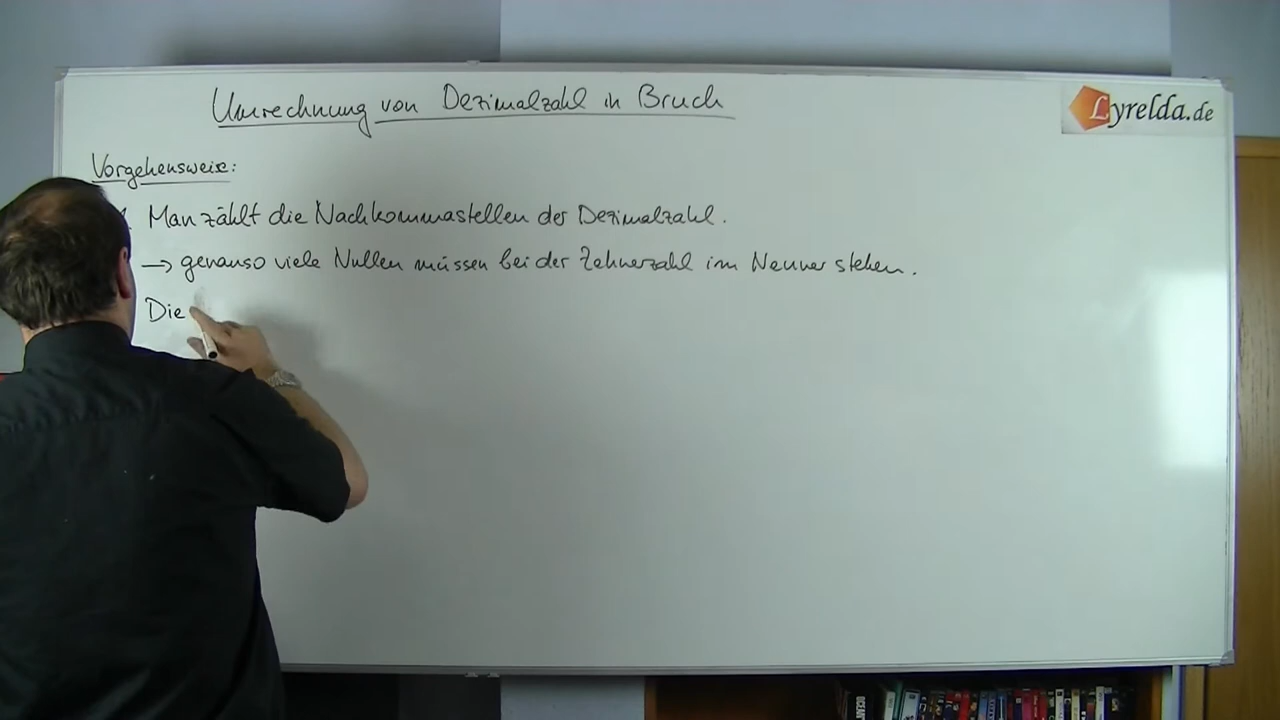 Umrechnung von Dezimalzahl in Bruch
Lyrelda.de
Vorgehensweise:
1. Man zählt die Nachkommastellen der Dezimalzahl.
→ genauso viele Nullen müssen bei der Zehnerzahl im Nenner stehen.
Die